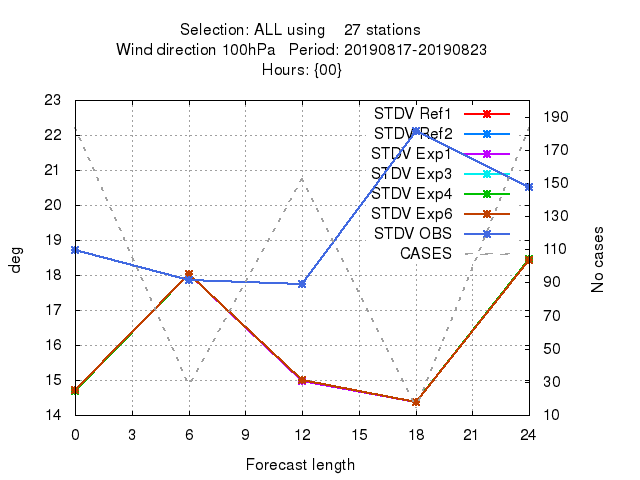 Selection: ALL using    27 stations
Wind direction 100hPa   Period: 20190817-20190823
Hours: {00}
STDV Ref1
STDV Ref2
STDV Exp1
STDV Exp3
STDV Exp4
STDV Exp6
STDV OBS
CASES
23
22
21
20
19
18
17
16
15
14
deg
190
170
150
130
110
90
70
50
30
10
No cases
0 3 6 9 12 15 18 21 24
Forecast length